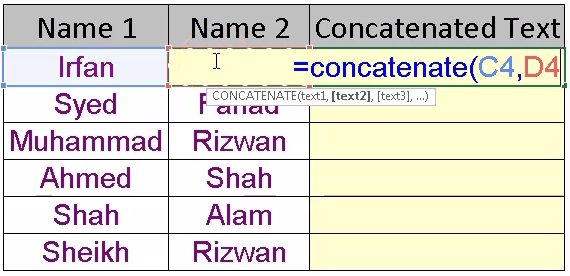 Name 1 Name 2 Concatenated Text
Irfan =concatenate(C4,D4
CONCATENATE(text1, [text2], [text3], ...)
Syed Fahad
Muhammad Rizwan
Ahmed Shah
Shah Alam
Sheikh Rizwan